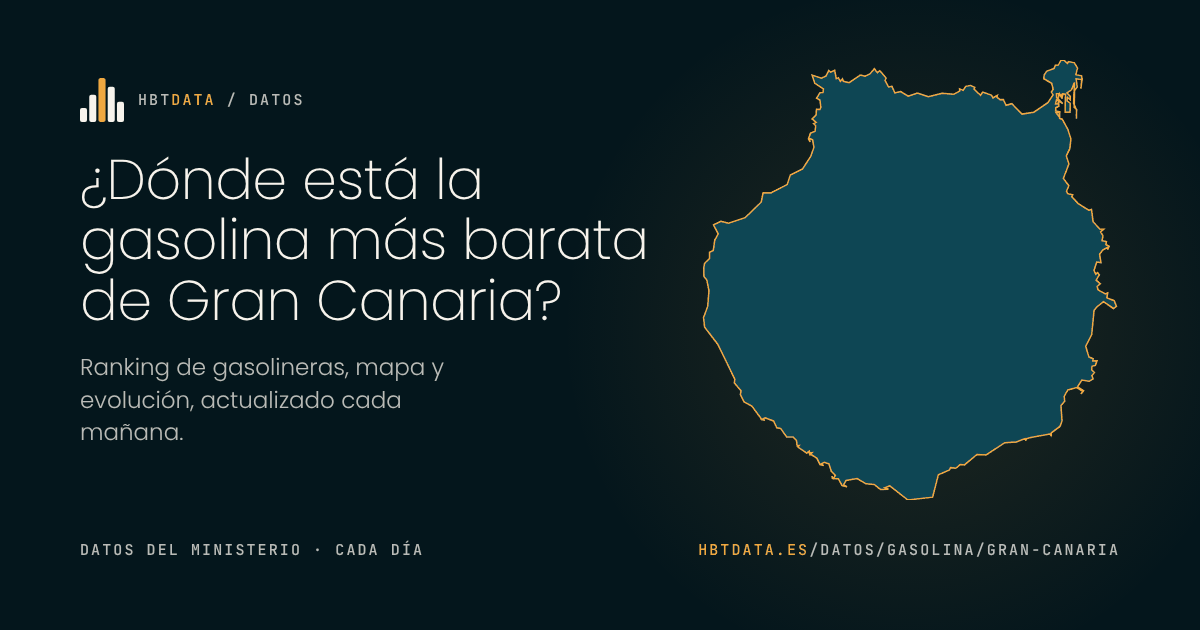 HBTDATA / DATOS
¿Dónde está la
gasolina más barata
de Gran Canaria?
Ranking de gasolineras, mapa y
evolución, actualizado cada
mañana.
DATOS DEL MINISTERIO · CADA DÍA
HBTDATA.ES/DATOS/GASOLINA/GRAN-CANARIA